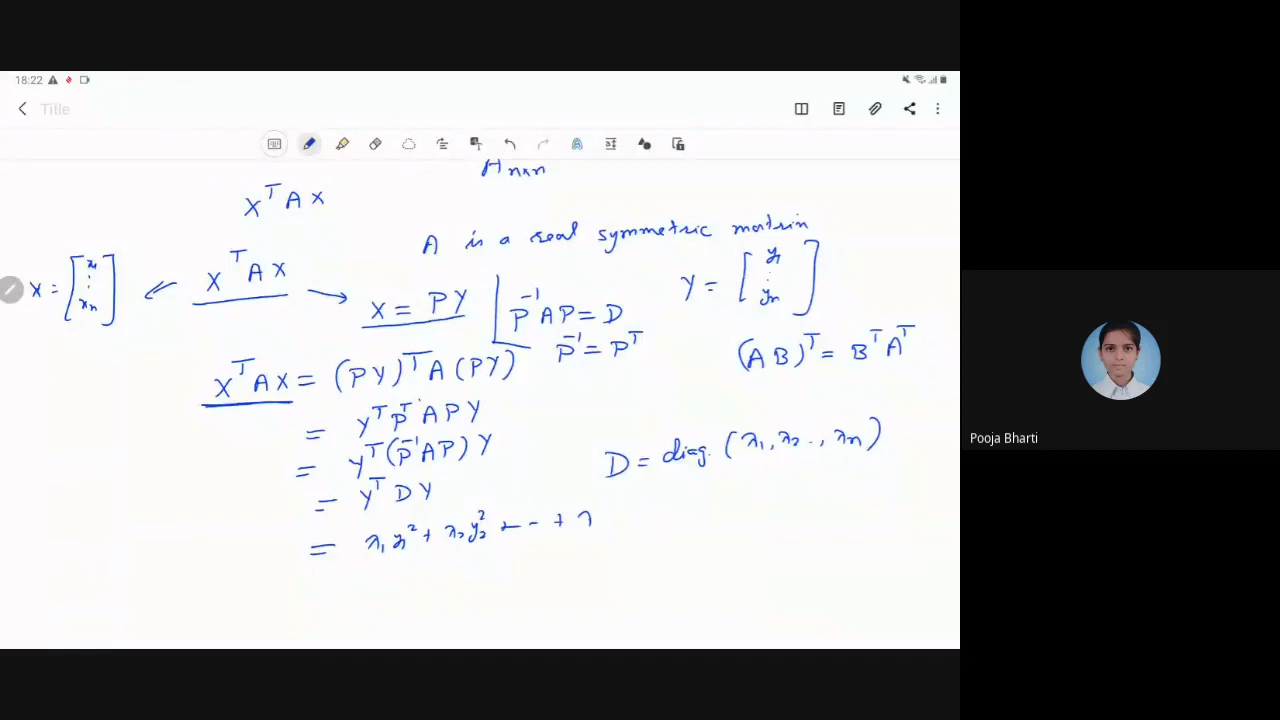 18:22
Title
A n×n
X^T A X
A is a real symmetric matrix
X = [x1 ⋮ xn] ⇐ X^T A X → X = PY | P^-1 A P = D Y = [y1 ⋮ yn]
P^-1 = P^T (AB)^T = B^T A^T
X^T A X = (PY)^T A (PY)
= Y^T P^T A P Y
= Y^T (P^-1 A P) Y D = diag. (λ1, λ2 .., λn)
= Y^T D Y
= λ1 y1^2 + λ2 y2^2 + - - + λ
Pooja Bharti